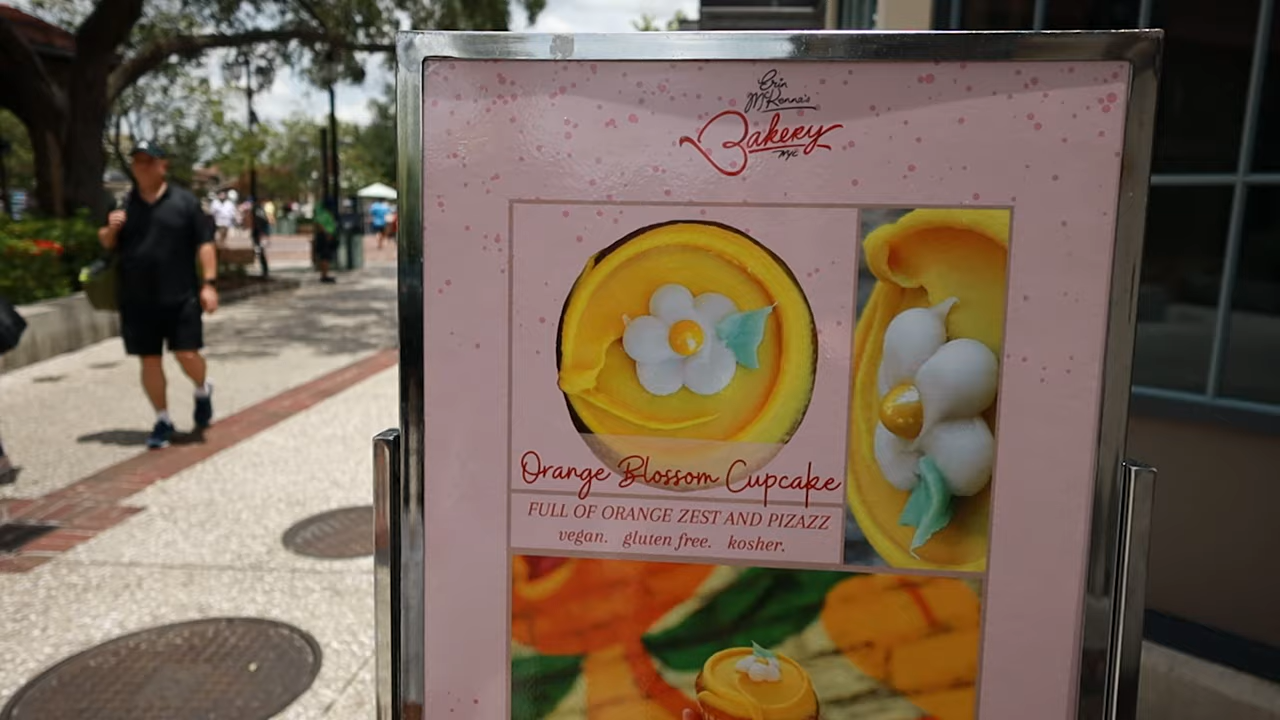 Erin
McKenna's
Bakery
NYC
Orange Blossom Cupcake
FULL OF ORANGE ZEST AND PIZAZZ
vegan. gluten free. kosher.